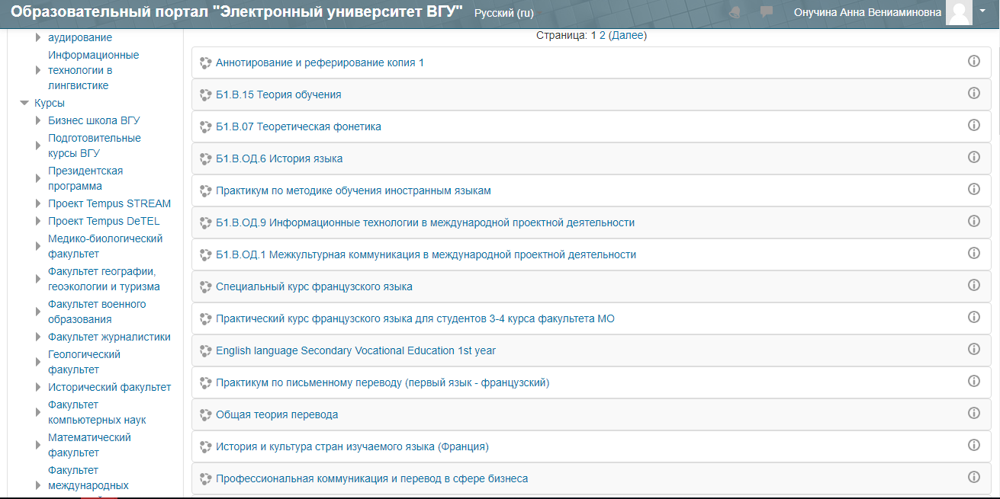 Образовательный портал "Электронный университет ВГУ"
Русский (ru)
Онучина Анна Вениаминовна
аудирование
Информационные
технологии в
лингвистике
Курсы
Бизнес школа ВГУ
Подготовительные
курсы ВГУ
Президентская
программа
Проект Tempus STREAM
Проект Tempus DeTEL
Медико-биологический
факультет
Факультет географии,
геоэкологии и туризма
Факультет военного
образования
Факультет журналистики
Геологический
факультет
Исторический факультет
Факультет
компьютерных наук
Математический
факультет
Факультет
международных
Страница: 1 2 (Далее)
Аннотирование и реферирование копия 1
Б1.В.15 Теория обучения
Б1.В.07 Теоретическая фонетика
Б1.В.ОД.6 История языка
Практикум по методике обучения иностранным языкам
Б1.В.ОД.9 Информационные технологии в международной проектной деятельности
Б1.В.ОД.1 Межкультурная коммуникация в международной проектной деятельности
Специальный курс французского языка
Практический курс французского языка для студентов 3-4 курса факультета МО
English language Secondary Vocational Education 1st year
Практикум по письменному переводу (первый язык - французский)
Общая теория перевода
История и культура стран изучаемого языка (Франция)
Профессиональная коммуникация и перевод в сфере бизнеса